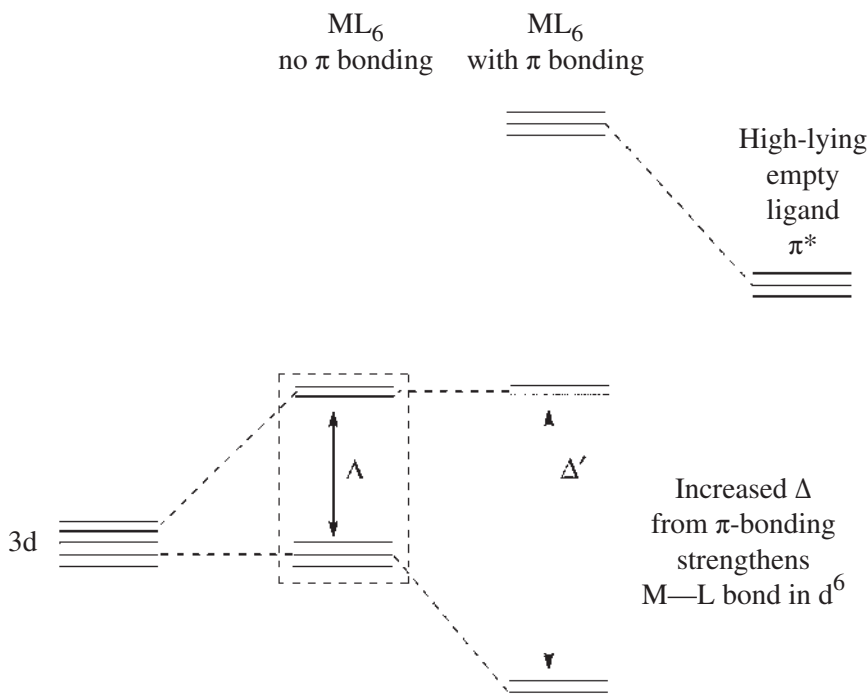 ML6
no π bonding
ML6
with π bonding
High-lying
empty
ligand
π*
Δ
Δ′
3d
Increased Δ
from π-bonding
strengthens
M—L bond in d⁶